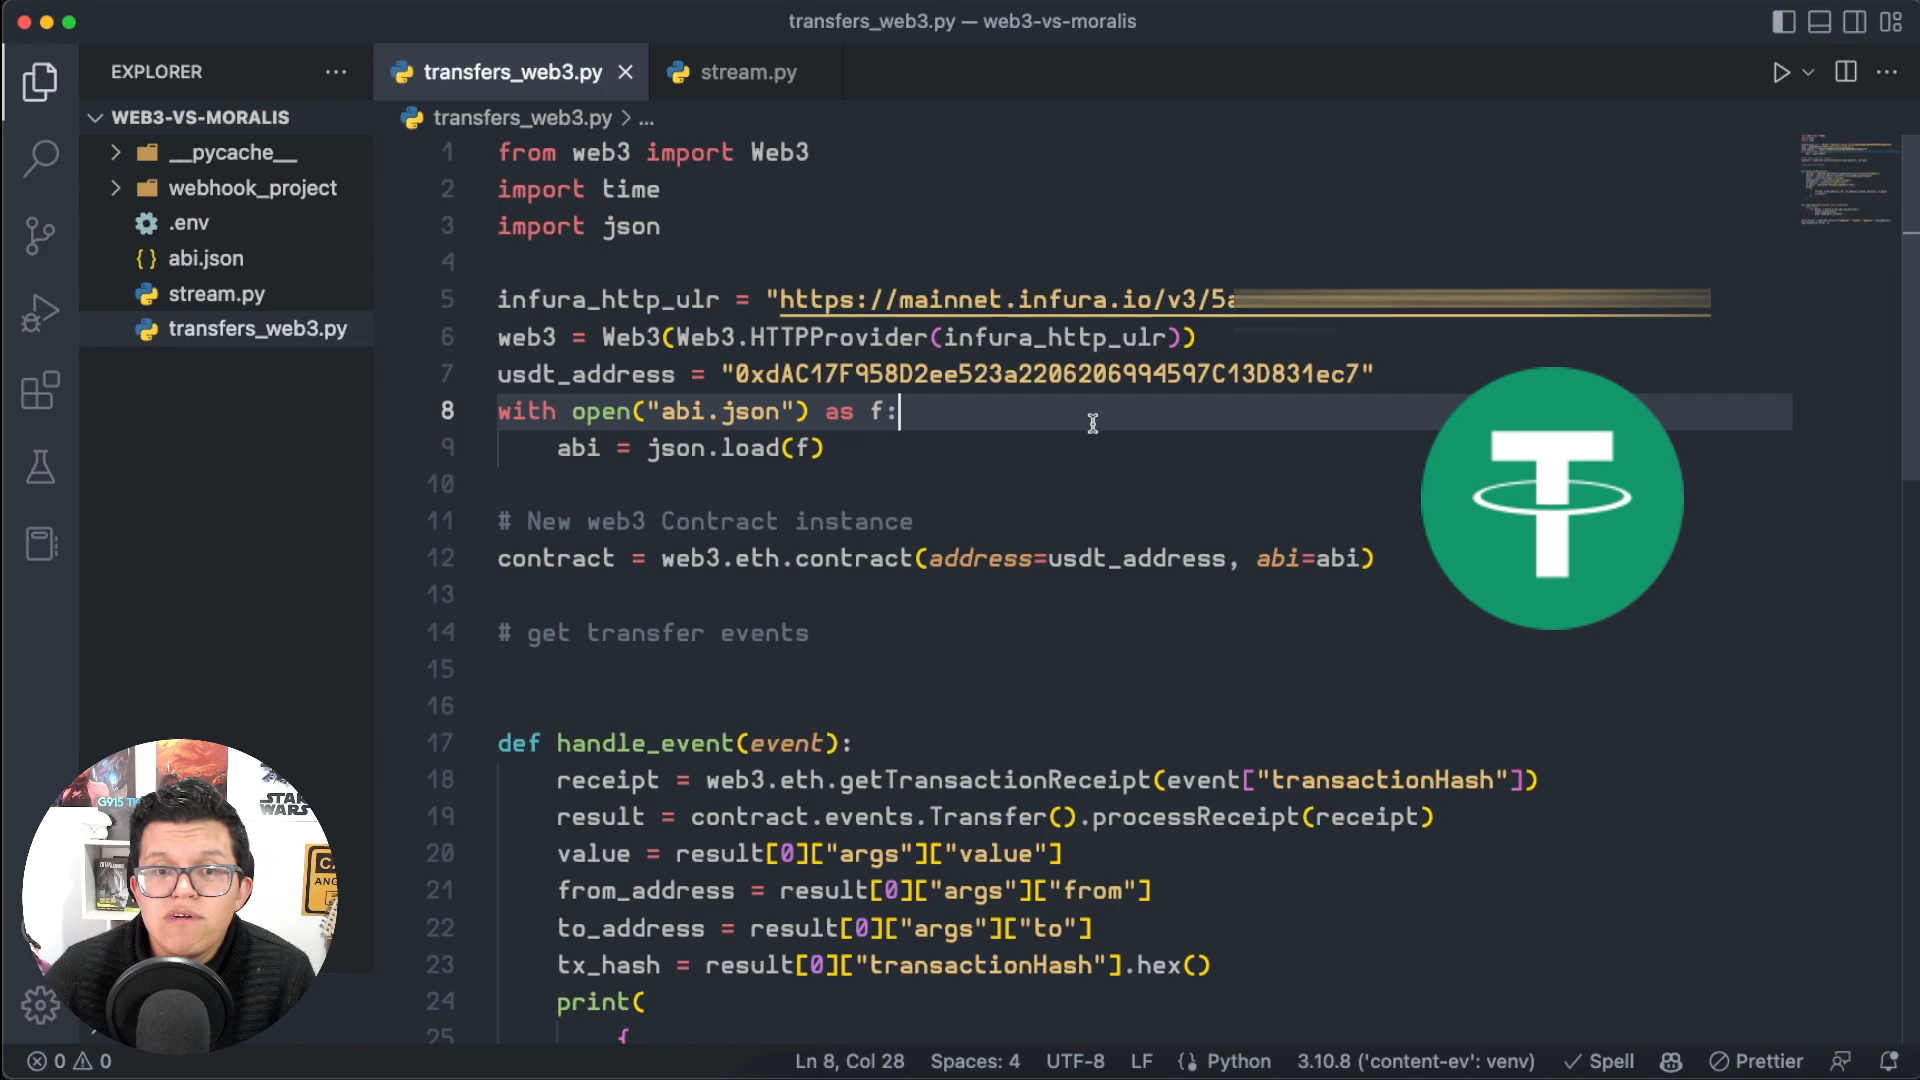 transfers_web3.py — web3-vs-moralis
EXPLORER
transfers_web3.py
stream.py
WEB3-VS-MORALIS
transfers_web3.py > ...
__pycache__
webhook_project
.env
abi.json
stream.py
transfers_web3.py
1 from web3 import Web3
2 import time
3 import json
4
5 infura_http_ulr = "https://mainnet.infura.io/v3/5a
6 web3 = Web3(Web3.HTTPProvider(infura_http_ulr))
7 usdt_address = "0xdAC17F958D2ee523a2206206994597C13D831ec7"
8 with open("abi.json") as f:
9 abi = json.load(f)
10
11 # New web3 Contract instance
12 contract = web3.eth.contract(address=usdt_address, abi=abi)
13
14 # get transfer events
15
16
17 def handle_event(event):
18 receipt = web3.eth.getTransactionReceipt(event["transactionHash"])
19 result = contract.events.Transfer().processReceipt(receipt)
20 value = result[0]["args"]["value"]
21 from_address = result[0]["args"]["from"]
22 to_address = result[0]["args"]["to"]
23 tx_hash = result[0]["transactionHash"].hex()
24 print(
25 {
G915
STAR
WARS
0 0
Ln 8, Col 28 Spaces: 4 UTF-8 LF {} Python 3.10.8 ('content-ev': venv) Spell Prettier